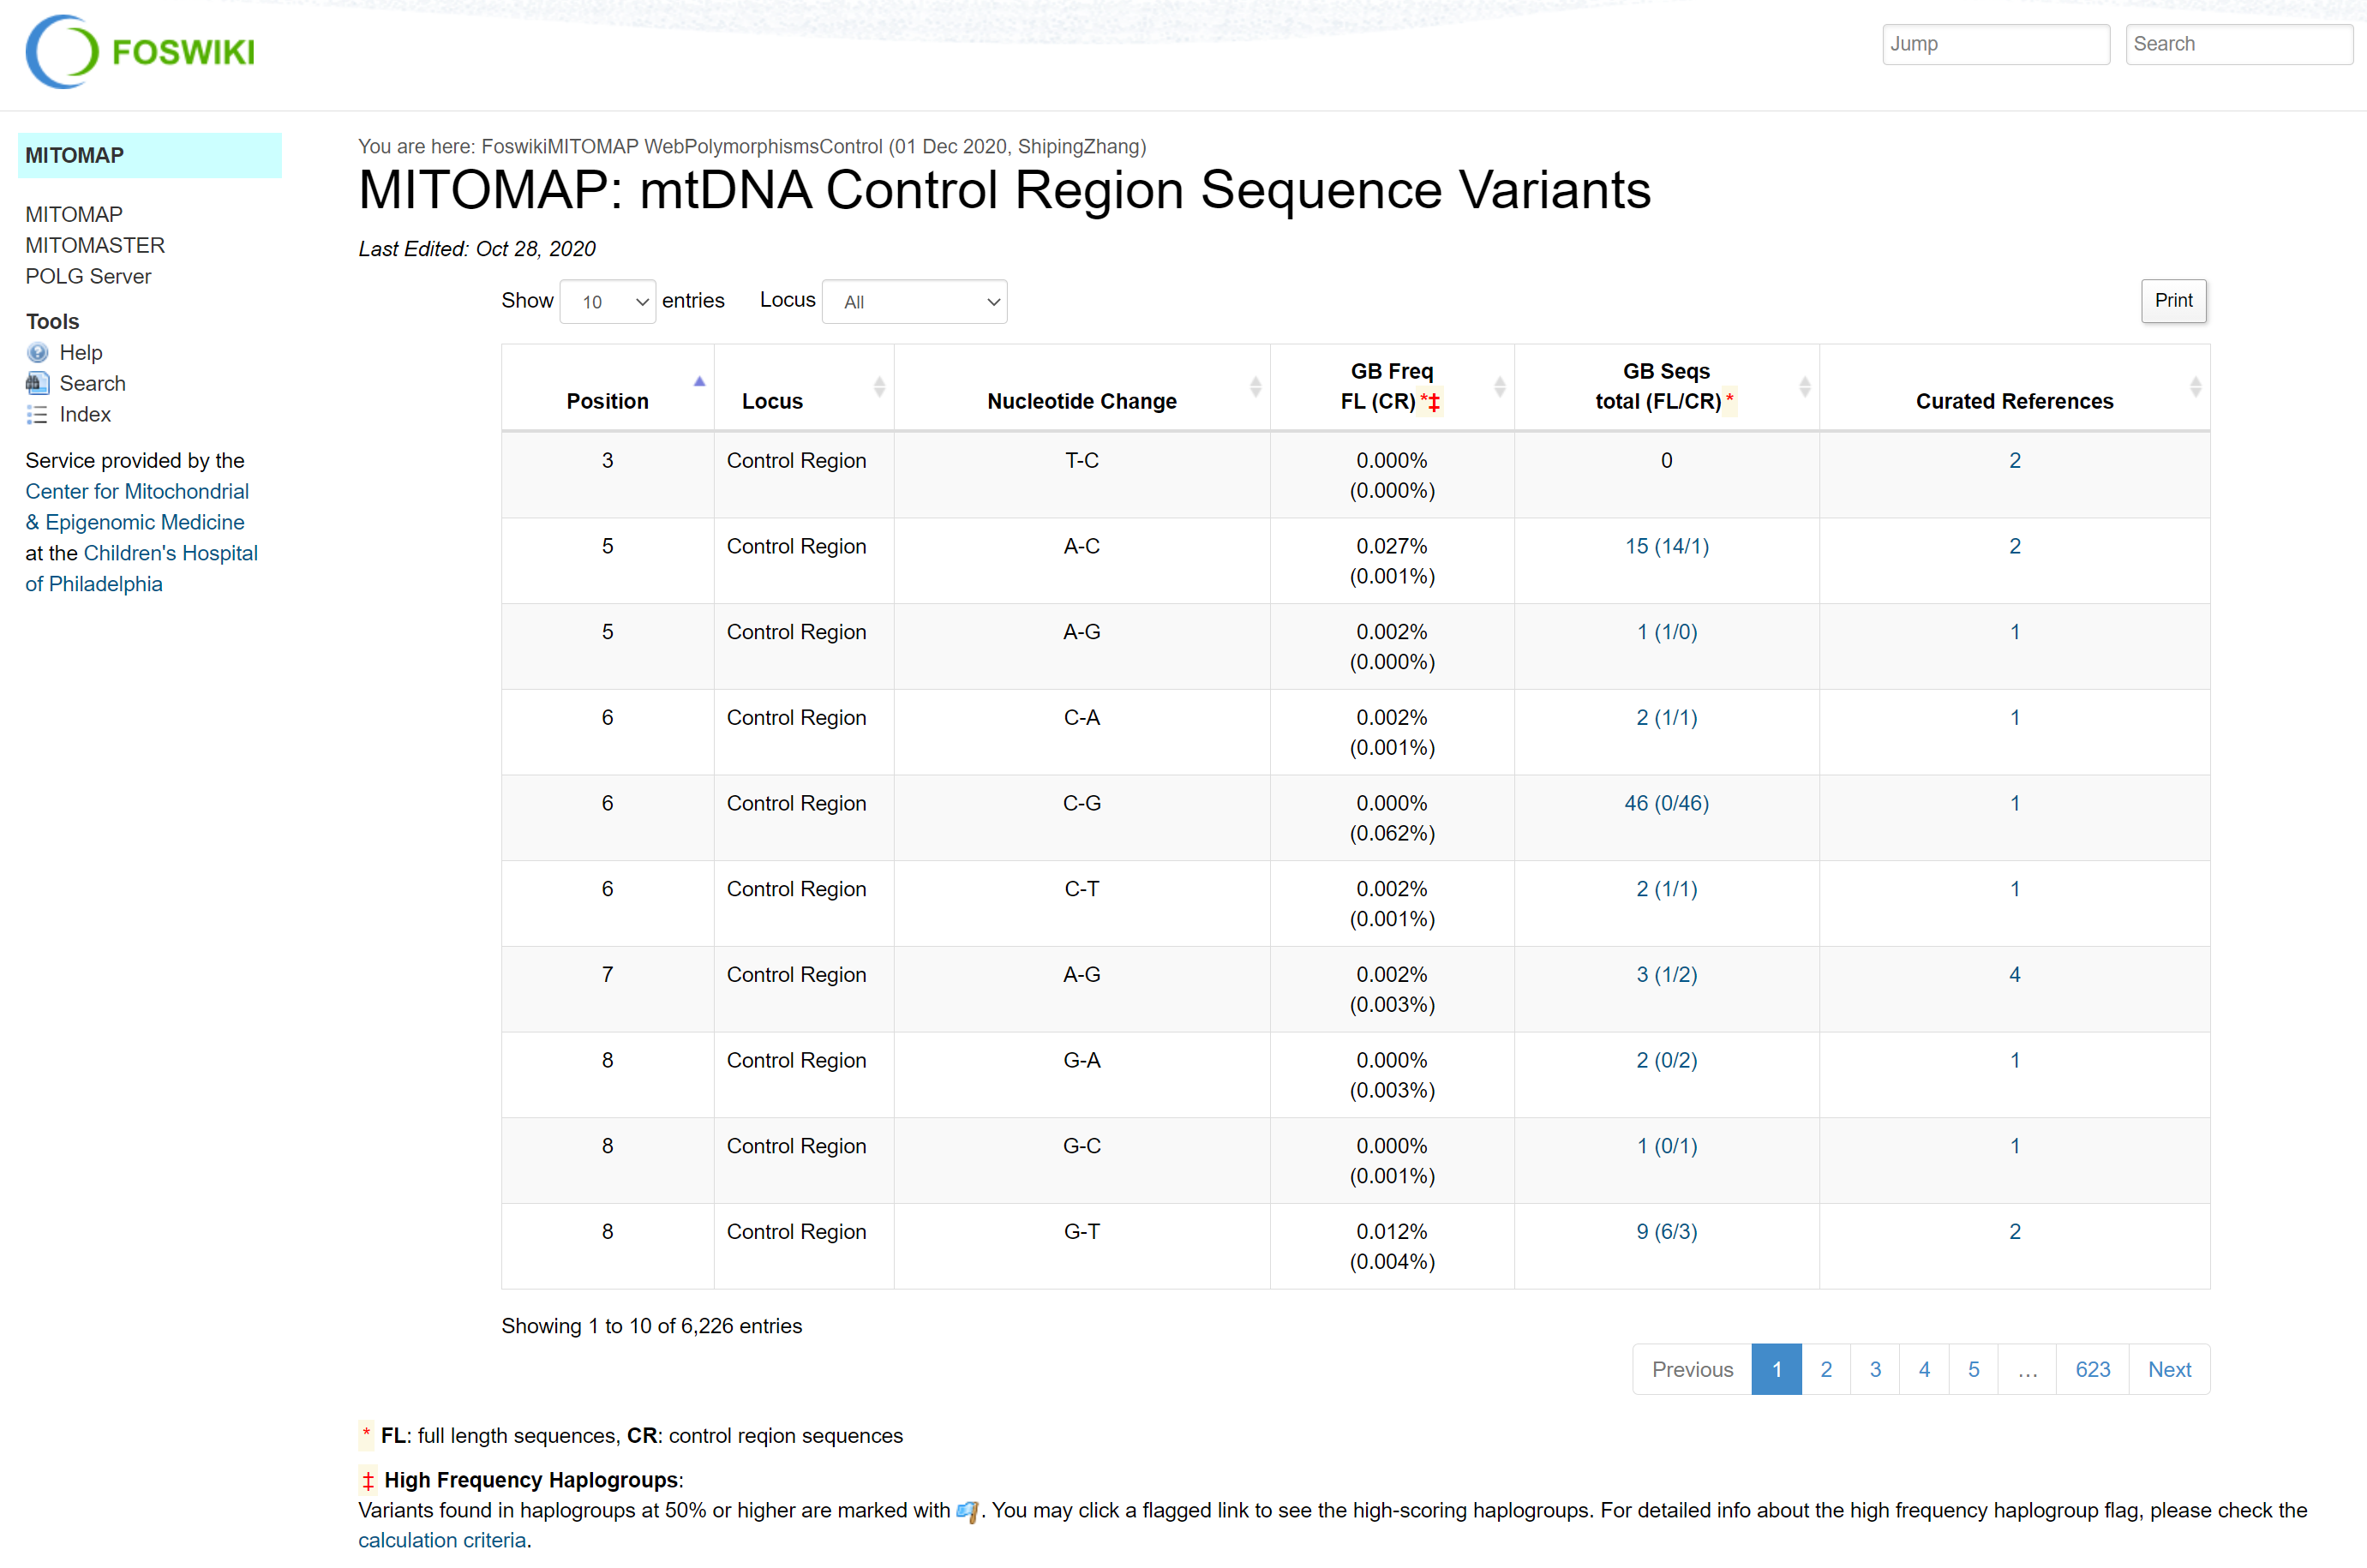 FOSWIKI
Jump
Search
MITOMAP
MITOMAP
MITOMASTER
POLG Server
Tools
Help
Search
Index
Service provided by the
Center for Mitochondrial
& Epigenomic Medicine
at the Children's Hospital
of Philadelphia
You are here: FoswikiMITOMAP WebPolymorphismsControl (01 Dec 2020, ShipingZhang)
MITOMAP: mtDNA Control Region Sequence Variants
Last Edited: Oct 28, 2020
Show 10 entries Locus All
Print
Position Locus Nucleotide Change GB Freq FL (CR) *‡ GB Seqs total (FL/CR) * Curated References
3 Control Region T-C 0.000% 0 2
(0.000%)
5 Control Region A-C 0.027% 15 (14/1) 2
(0.001%)
5 Control Region A-G 0.002% 1 (1/0) 1
(0.000%)
6 Control Region C-A 0.002% 2 (1/1) 1
(0.001%)
6 Control Region C-G 0.000% 46 (0/46) 1
(0.062%)
6 Control Region C-T 0.002% 2 (1/1) 1
(0.001%)
7 Control Region A-G 0.002% 3 (1/2) 4
(0.003%)
8 Control Region G-A 0.000% 2 (0/2) 1
(0.003%)
8 Control Region G-C 0.000% 1 (0/1) 1
(0.001%)
8 Control Region G-T 0.012% 9 (6/3) 2
(0.004%)
Showing 1 to 10 of 6,226 entries
Previous 1 2 3 4 5 … 623 Next
* FL: full length sequences, CR: control reqion sequences
‡ High Frequency Haplogroups:
Variants found in haplogroups at 50% or higher are marked with . You may click a flagged link to see the high-scoring haplogroups. For detailed info about the high frequency haplogroup flag, please check the
calculation criteria.